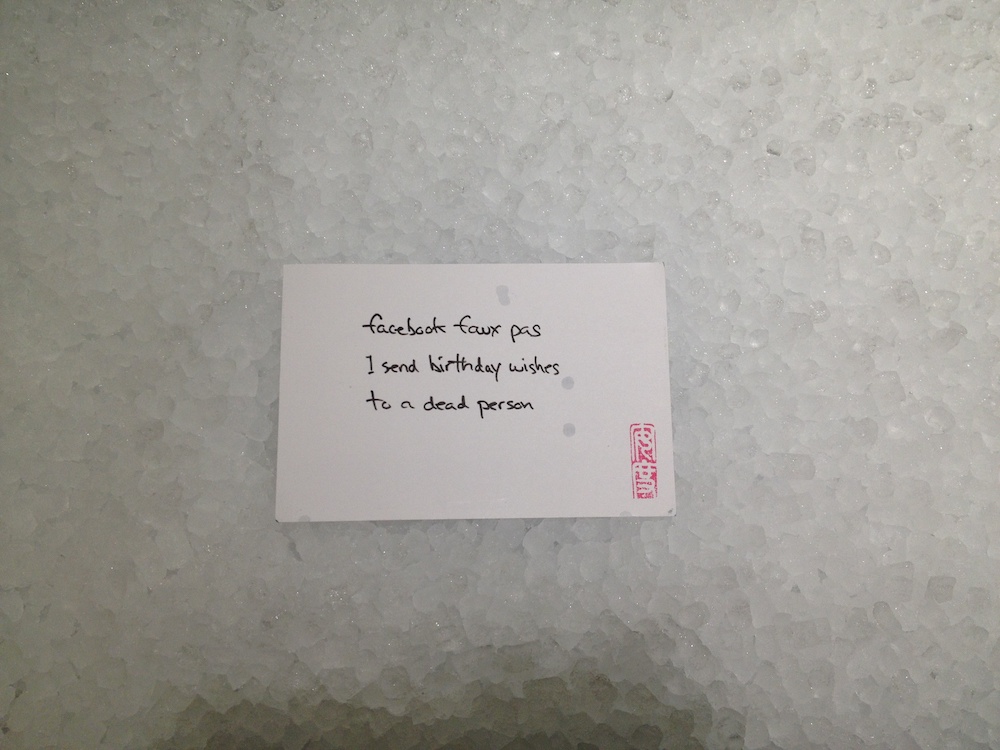 facebook faux pas
I send birthday wishes
to a dead person